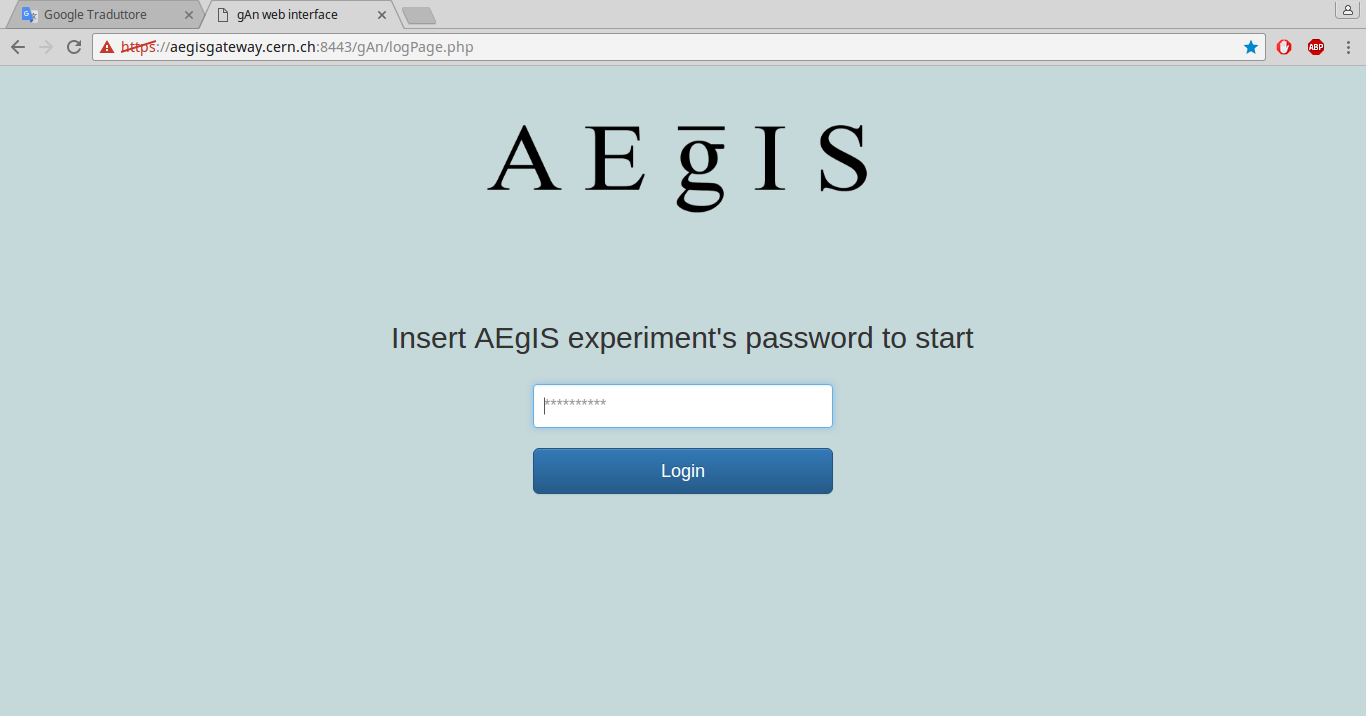 Google Traduttore
gAn web interface
https://aegisgateway.cern.ch:8443/gAn/logPage.php
ABP
A E g̅ I S
Insert AEgIS experiment's password to start
**********
Login